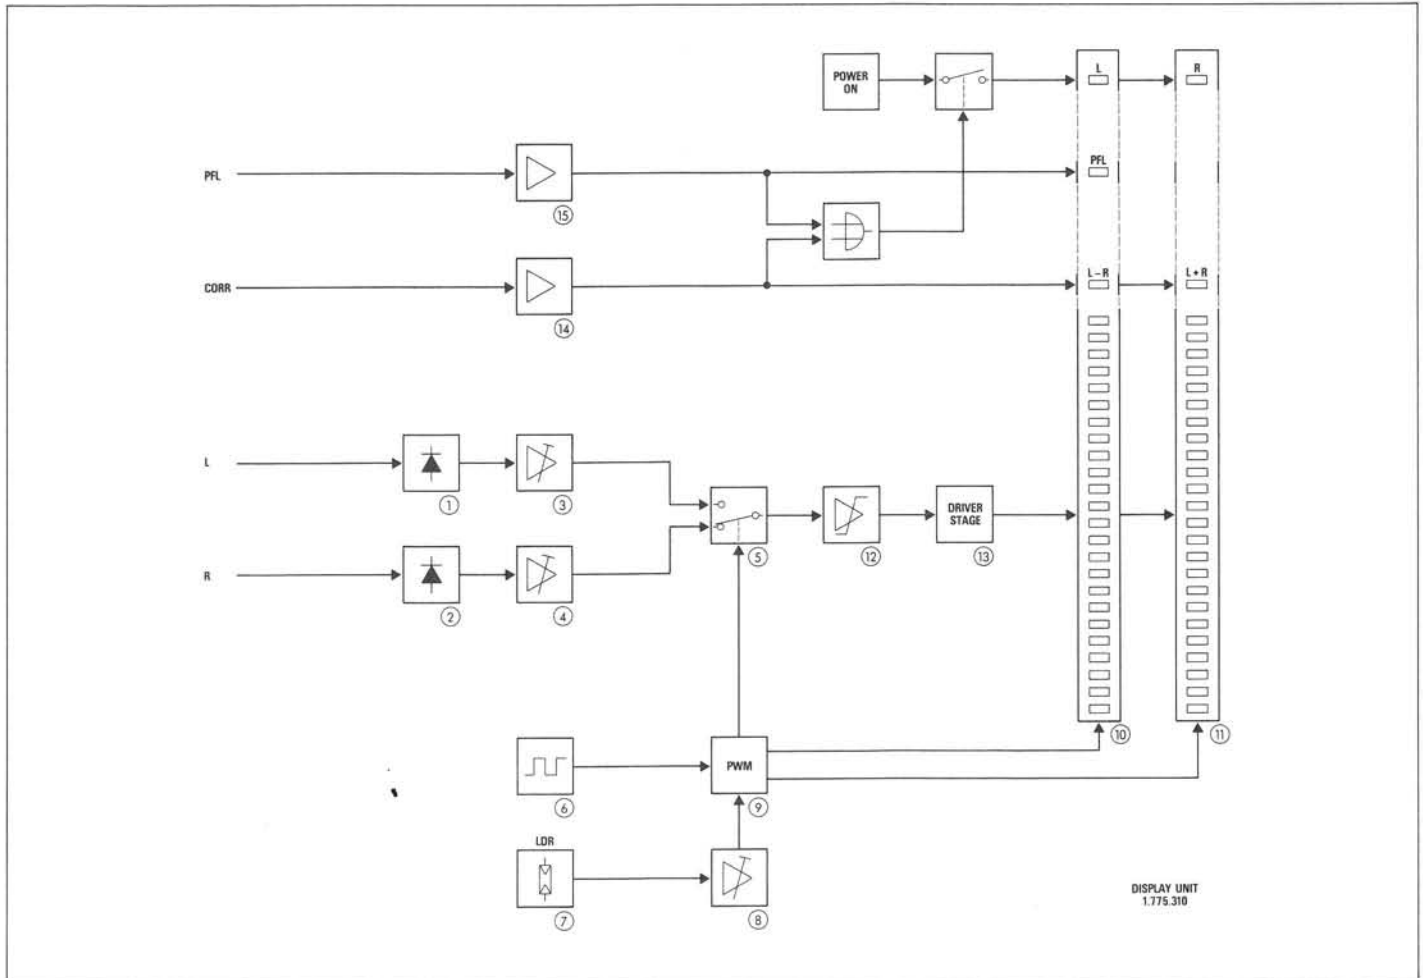 POWER
ON
L
R
PFL
PFL
15
CORR
L – R
L + R
14
L
1
3
R
2
4
5
12
DRIVER
STAGE
13
10
11
6
PWM
9
LDR
7
8
DISPLAY UNIT
1.775.310